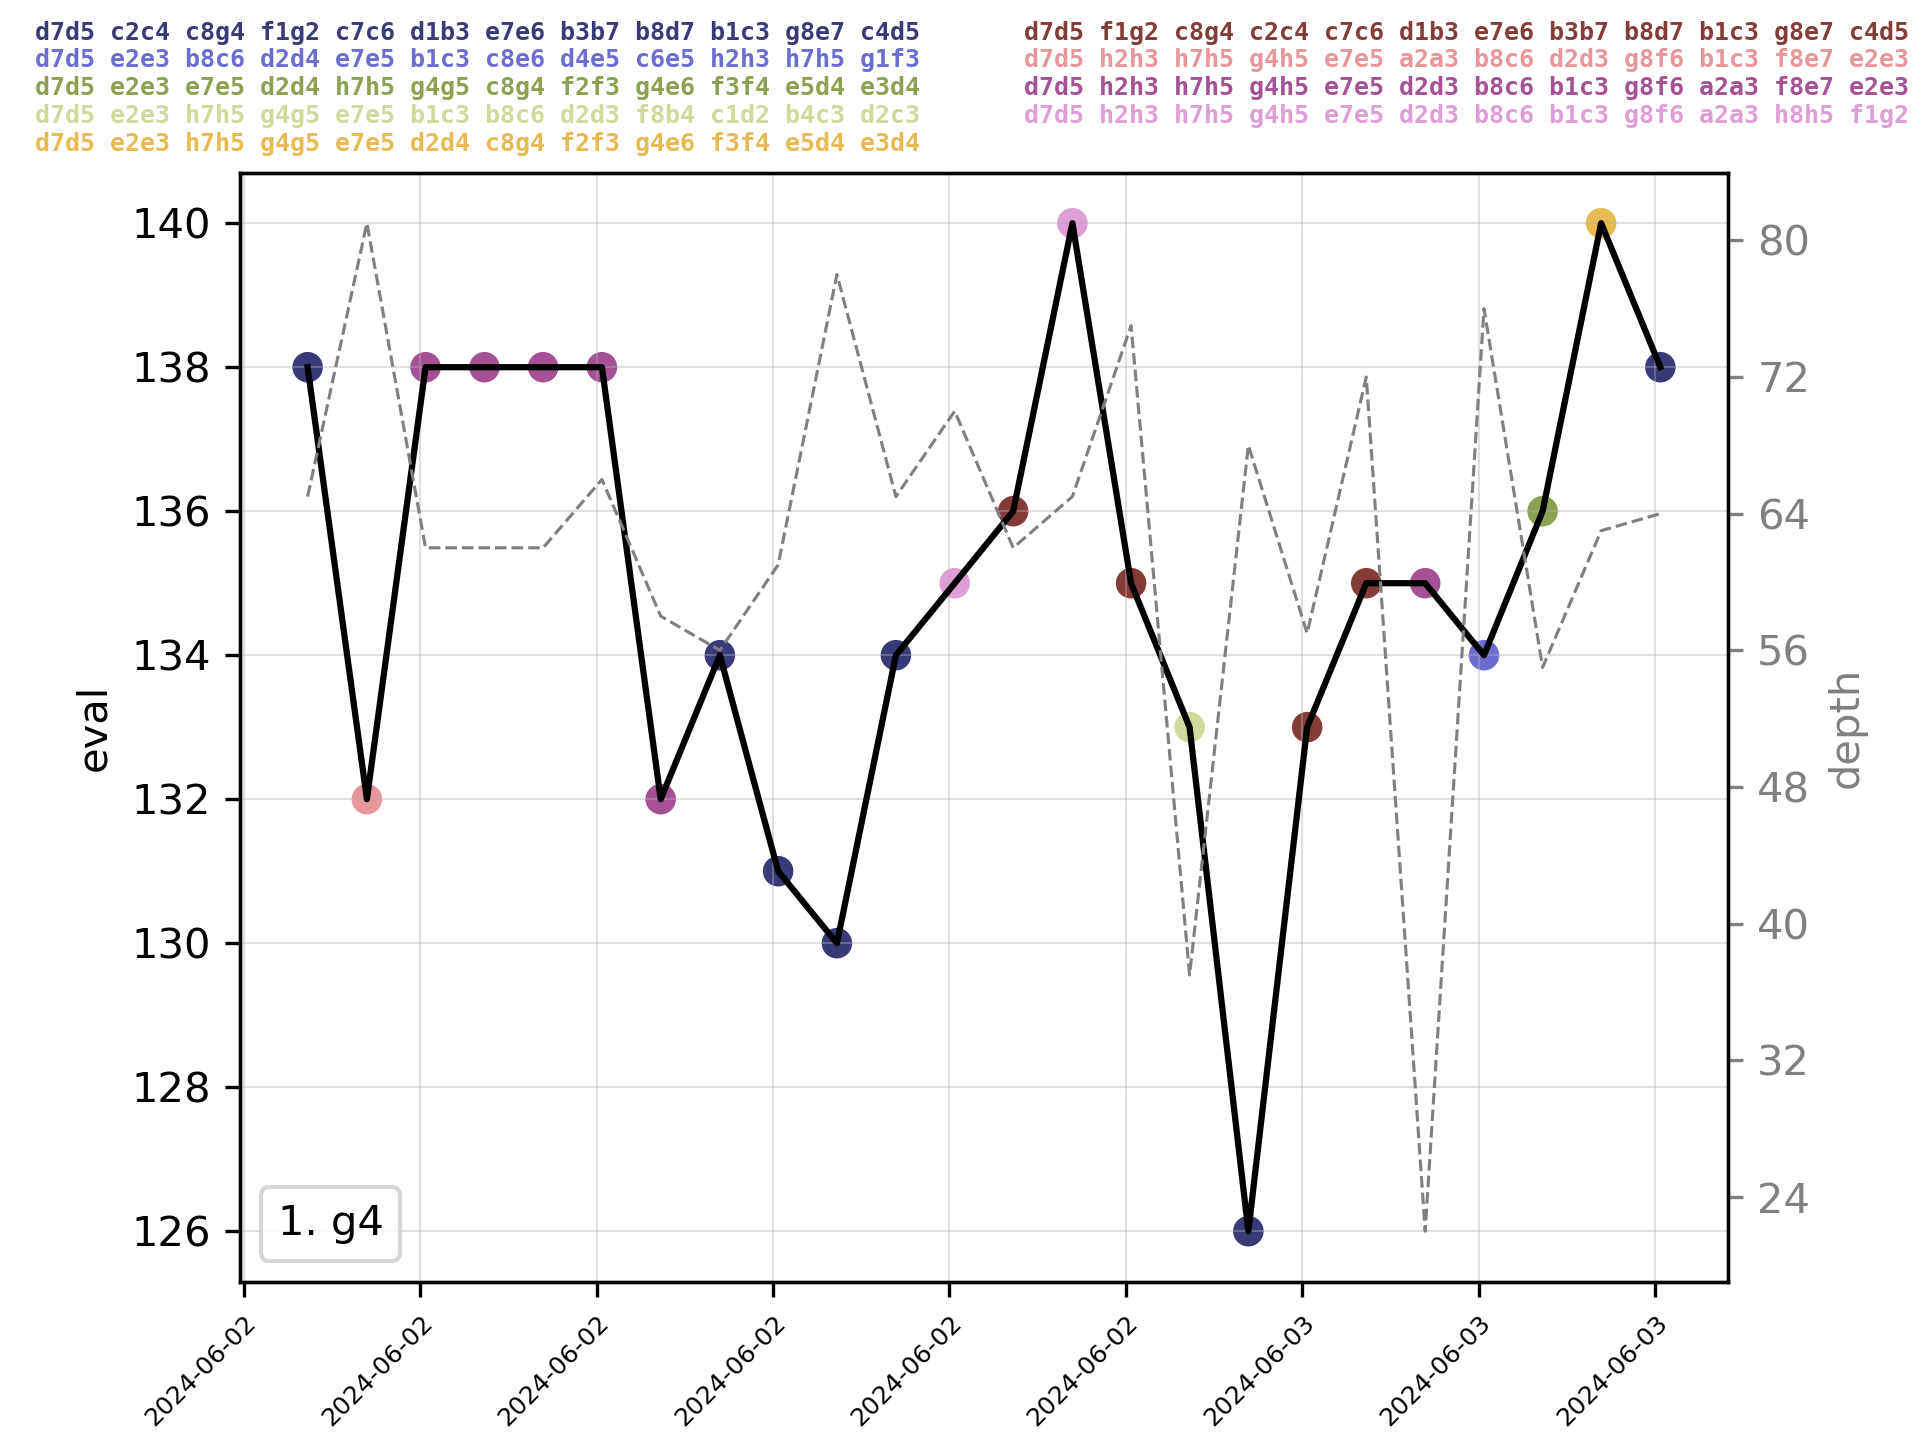 d7d5 c2c4 c8g4 f1g2 c7c6 d1b3 e7e6 b3b7 b8d7 b1c3 g8e7 c4d5
d7d5 e2e3 b8c6 d2d4 e7e5 b1c3 c8e6 d4e5 c6e5 h2h3 h7h5 g1f3
d7d5 e2e3 e7e5 d2d4 h7h5 g4g5 c8g4 f2f3 g4e6 f3f4 e5d4 e3d4
d7d5 e2e3 h7h5 g4g5 e7e5 b1c3 b8c6 d2d3 f8b4 c1d2 b4c3 d2c3
d7d5 e2e3 h7h5 g4g5 e7e5 d2d4 c8g4 f2f3 g4e6 f3f4 e5d4 e3d4
d7d5 f1g2 c8g4 c2c4 c7c6 d1b3 e7e6 b3b7 b8d7 b1c3 g8e7 c4d5
d7d5 h2h3 h7h5 g4h5 e7e5 a2a3 b8c6 d2d3 g8f6 b1c3 f8e7 e2e3
d7d5 h2h3 h7h5 g4h5 e7e5 d2d3 b8c6 b1c3 g8f6 a2a3 f8e7 e2e3
d7d5 h2h3 h7h5 g4h5 e7e5 d2d3 b8c6 b1c3 g8f6 a2a3 h8h5 f1g2
140
138
136
134
132
130
128
126
eval
80
72
64
56
48
40
32
24
depth
1. g4
2024-06-02
2024-06-02
2024-06-02
2024-06-02
2024-06-02
2024-06-02
2024-06-03
2024-06-03
2024-06-03